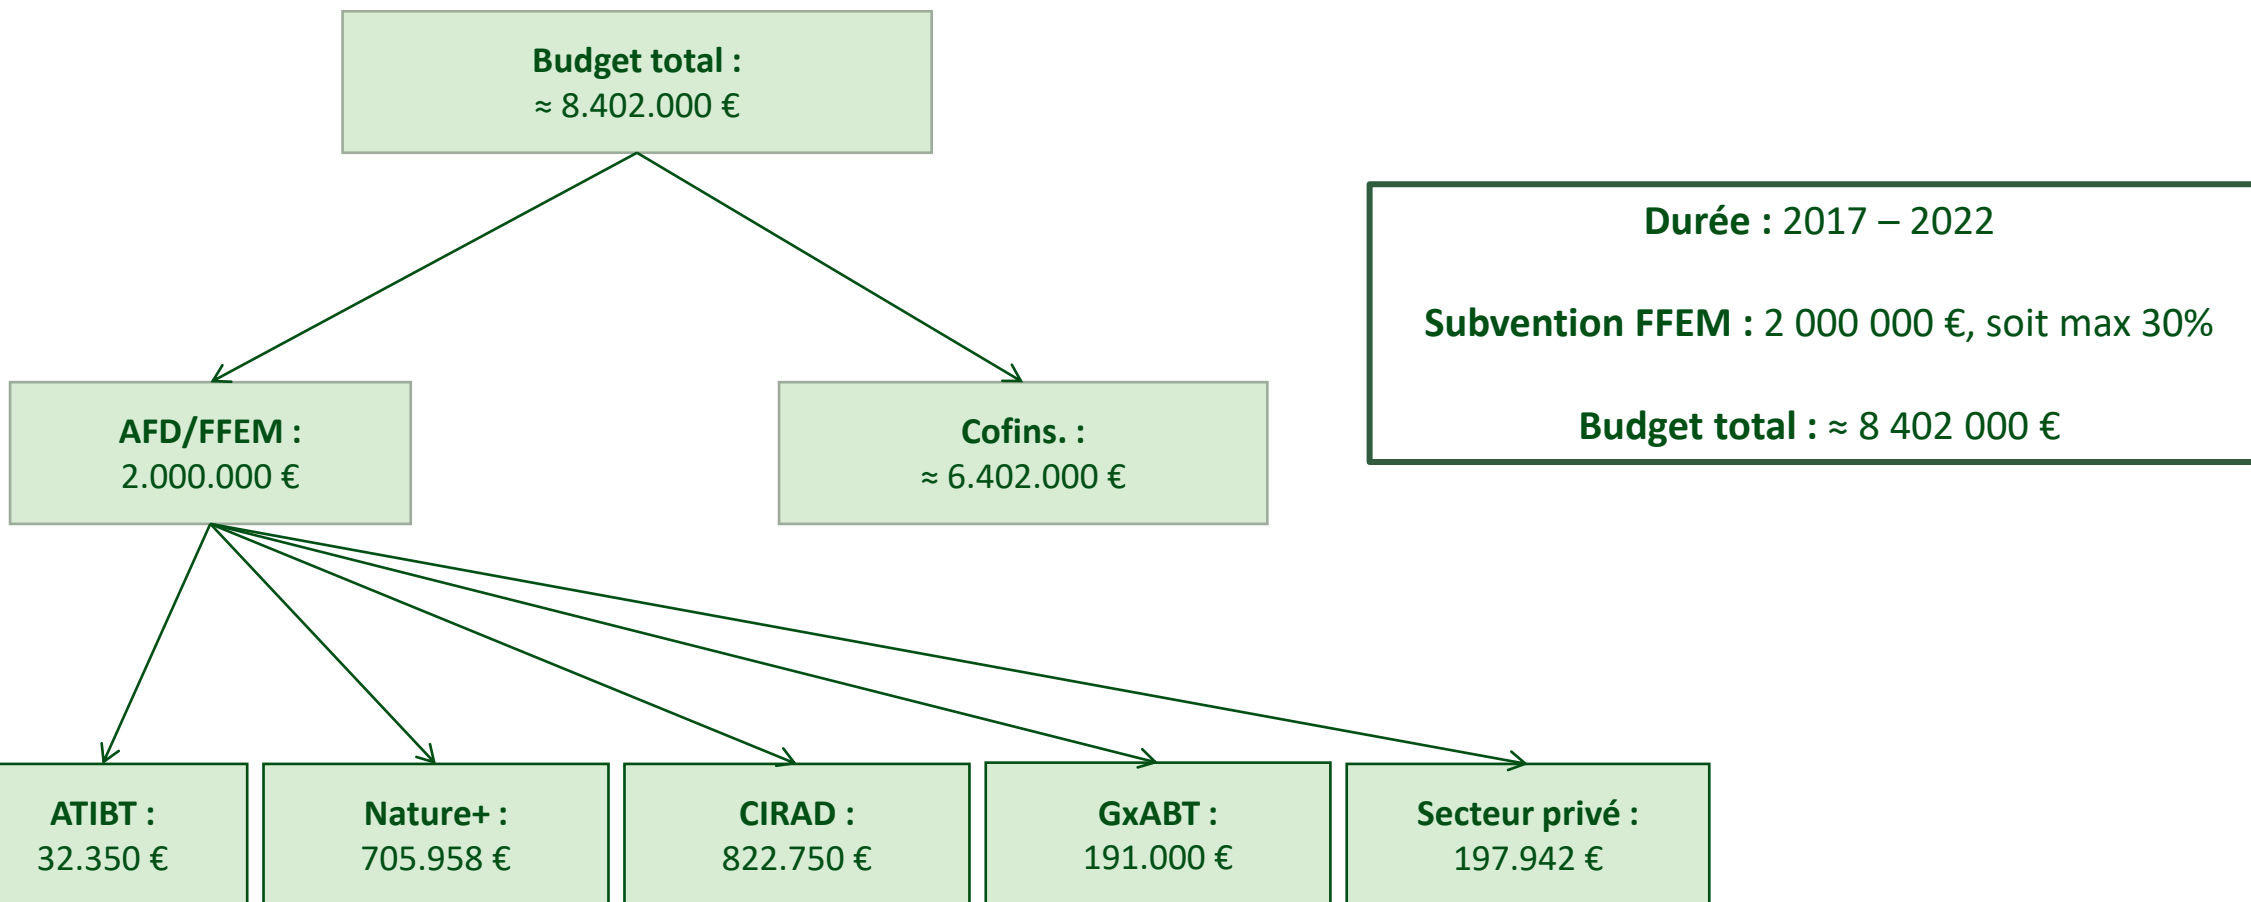 Budget total :
≈ 8.402.000 €
Durée : 2017 – 2022
Subvention FFEM : 2 000 000 €, soit max 30%
Budget total : ≈ 8 402 000 €
AFD/FFEM :
2.000.000 €
Cofins. :
≈ 6.402.000 €
ATIBT :
32.350 €
Nature+ :
705.958 €
CIRAD :
822.750 €
GxABT :
191.000 €
Secteur privé :
197.942 €